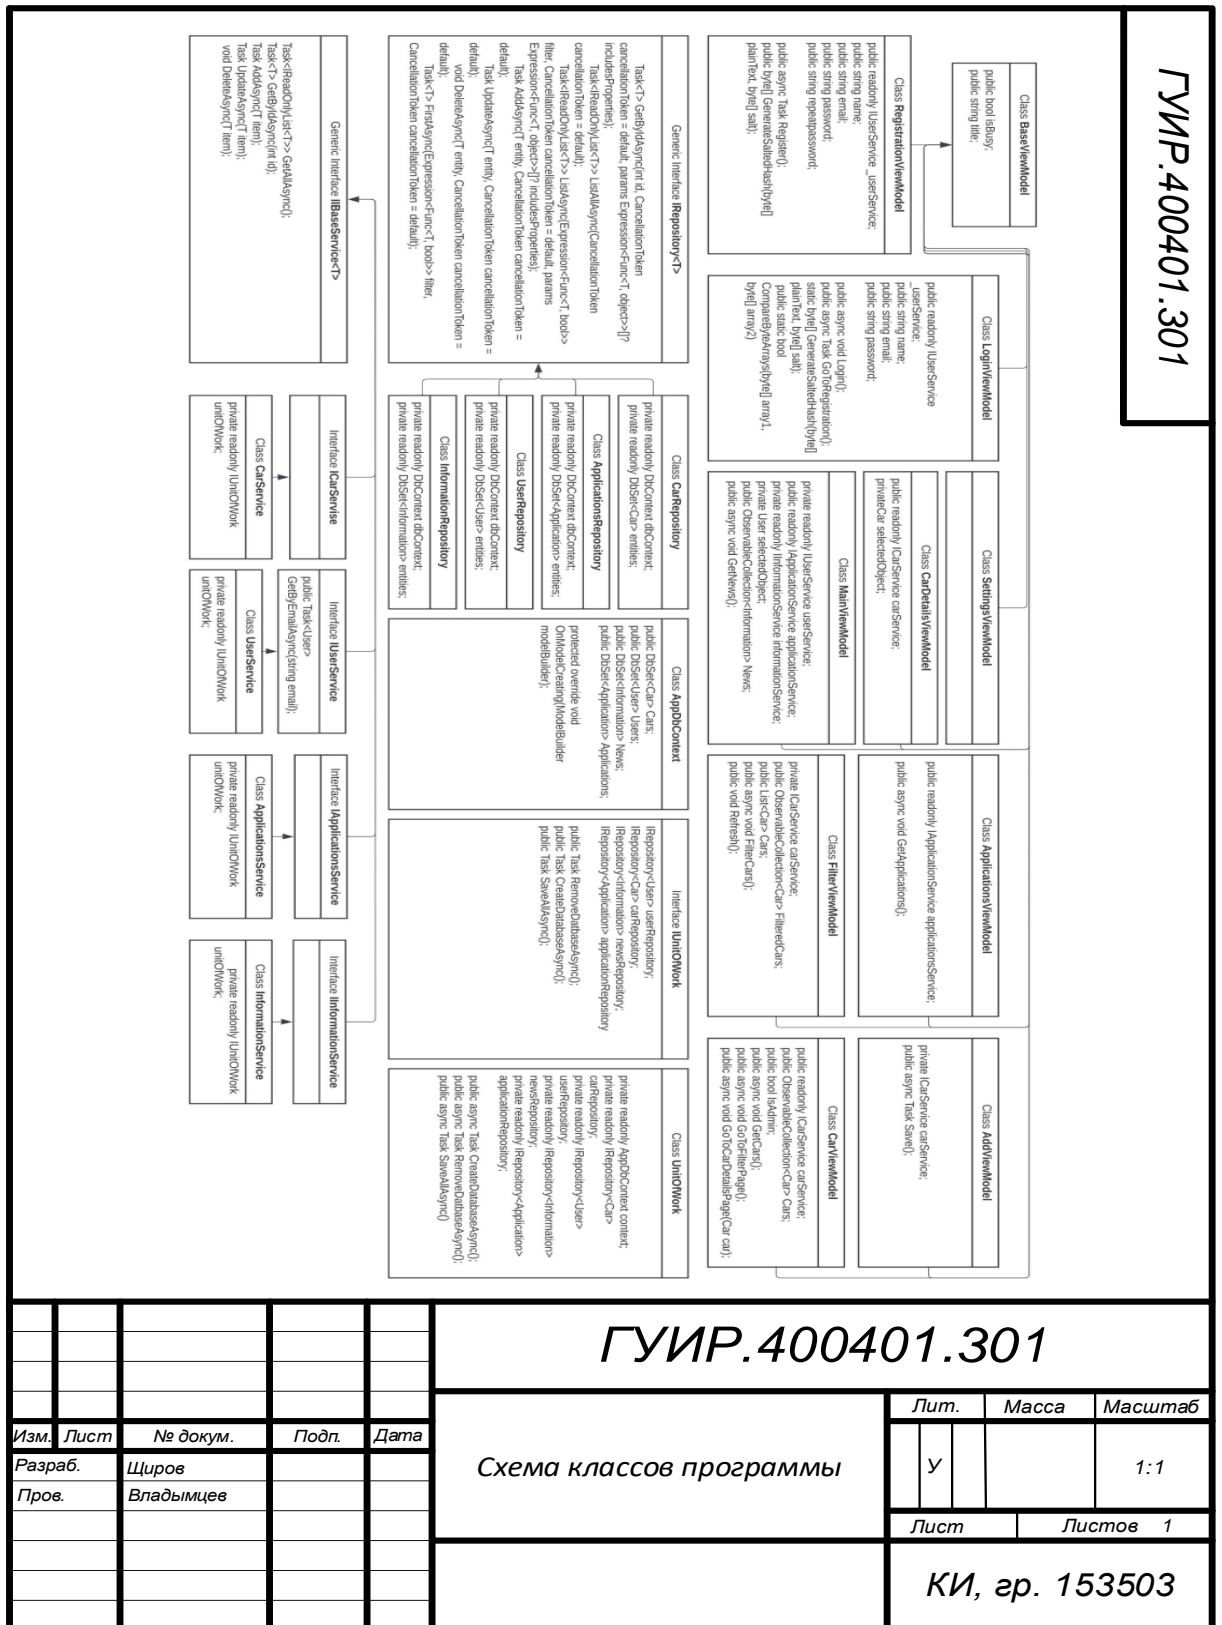 ГУИР.400401.301
Class BaseViewModel
public bool isBusy;
public string title;
Class RegistrationViewModel
public readonly IUserService _userService;
public string name;
public string email;
public string password;
public string repeatpassword;
public async Task Register();
public byte[] GenerateSaltedHash(byte[]
plainText, byte[] salt);
Class LoginViewModel
public readonly IUserService
_userService;
public string name;
public string email;
public string password;
public async void Login();
public async Task GoToRegistration();
static byte[] GenerateSaltedHash(byte[]
plainText, byte[] salt);
public static bool
CompareByteArrays(byte[] array1,
byte[] array2)
Class SettingsViewModel
Class CarDetailsViewModel
public readonly ICarService carService;
privateCar selectedObject;
Class MainViewModel
private readonly IUserService userService;
public readonly IApplicationService applicationService;
private readonly IInformationService informationService;
private User selectedObject;
public ObservableCollection<Information> News;
public async void GetNews();
Class ApplicationsViewModel
public readonly IApplicationService applicationsService;
public async void GetApplications();
Class FilterViewModel
private ICarService carService;
public ObservableCollection<Car> FilteredCars;
public List<Car> Cars;
public async void FilterCars();
public void Refresh();
Class AddViewModel
private ICarService carService;
public async Task Save();
Class CarViewModel
public readonly ICarService carService;
public ObservableCollection<Car> Cars;
public bool IsAdmin;
public async void GetCars();
public async void GoToFilterPage();
public async void GoToCarDetailsPage(Car car);
Generic Interface IRepository<T>
Task<T> GetByIdAsync(int id, CancellationToken
cancellationToken = default, params Expression<Func<T, object>>[]?
includesProperties);
Task<IReadOnlyList<T>> ListAllAsync(CancellationToken
cancellationToken = default);
Task<IReadOnlyList<T>> ListAsync(Expression<Func<T, bool>>
filter, CancellationToken cancellationToken = default, params
Expression<Func<T, object>>[]? includesProperties);
Task AddAsync(T entity, CancellationToken cancellationToken =
default);
Task UpdateAsync(T entity, CancellationToken cancellationToken =
default);
void DeleteAsync(T entity, CancellationToken cancellationToken =
default);
Task<T> FirstAsync(Expression<Func<T, bool>> filter,
CancellationToken cancellationToken = default);
Class CarRepository
private readonly DbContext dbContext;
private readonly DbSet<Car> entities;
Class ApplicationsRepository
private readonly DbContext dbContext;
private readonly DbSet<Application> entities;
Class UserRepository
private readonly DbContext dbContext;
private readonly DbSet<User> entities;
Class InformationRepository
private readonly DbContext dbContext;
private readonly DbSet<Information> entities;
Class AppDbContext
public DbSet<Car> Cars;
public DbSet<User> Users;
public DbSet<Information> News;
public DbSet<Application> Applications;
protected override void
OnModelCreating(ModelBuilder
modelBuilder);
Interface IUnitOfWork
IRepository<User> userRepository;
IRepository<Car> carRepository;
IRepository<Information> newsRepository;
IRepository<Application> applicationRepository
public Task RemoveDatbaseAsync();
public Task CreateDatabaseAsync();
public Task SaveAllAsync();
Class UnitOfWork
private readonly AppDbContext context;
private readonly IRepository<Car>
carRepository;
private readonly IRepository<User>
userRepository;
private readonly IRepository<Information>
newsRepository;
private readonly IRepository<Application>
applicationRepository;
public async Task CreateDatabaseAsync();
public async Task RemoveDatbaseAsync();
public async Task SaveAllAsync()
Generic Interface IIBaseService<T>
Task<IReadOnlyList<T>> GetAllAsync();
Task<T> GetByIdAsync(int id);
Task AddAsync(T item);
Task UpdateAsync(T item);
void DeleteAsync(T item);
Interface ICarServise
Class CarService
private readonly IUnitOfWork
unitOfWork;
Interface IUserService
public Task<User>
GetByEmailAsync(string email);
Class UserService
private readonly IUnitOfWork
unitOfWork;
Interface IApplicationsService
Class ApplicationsService
private readonly IUnitOfWork
unitOfWork;
Interface IInformationService
Class InformationService
private readonly IUnitOfWork
unitOfWork;
ГУИР.400401.301
Лит. Масса Масштаб
Изм. Лист № докум. Подп. Дата
Разраб. Щиров
Схема классов программы
У 1:1
Пров. Владымцев
Лист Листов 1
КИ, гр. 153503